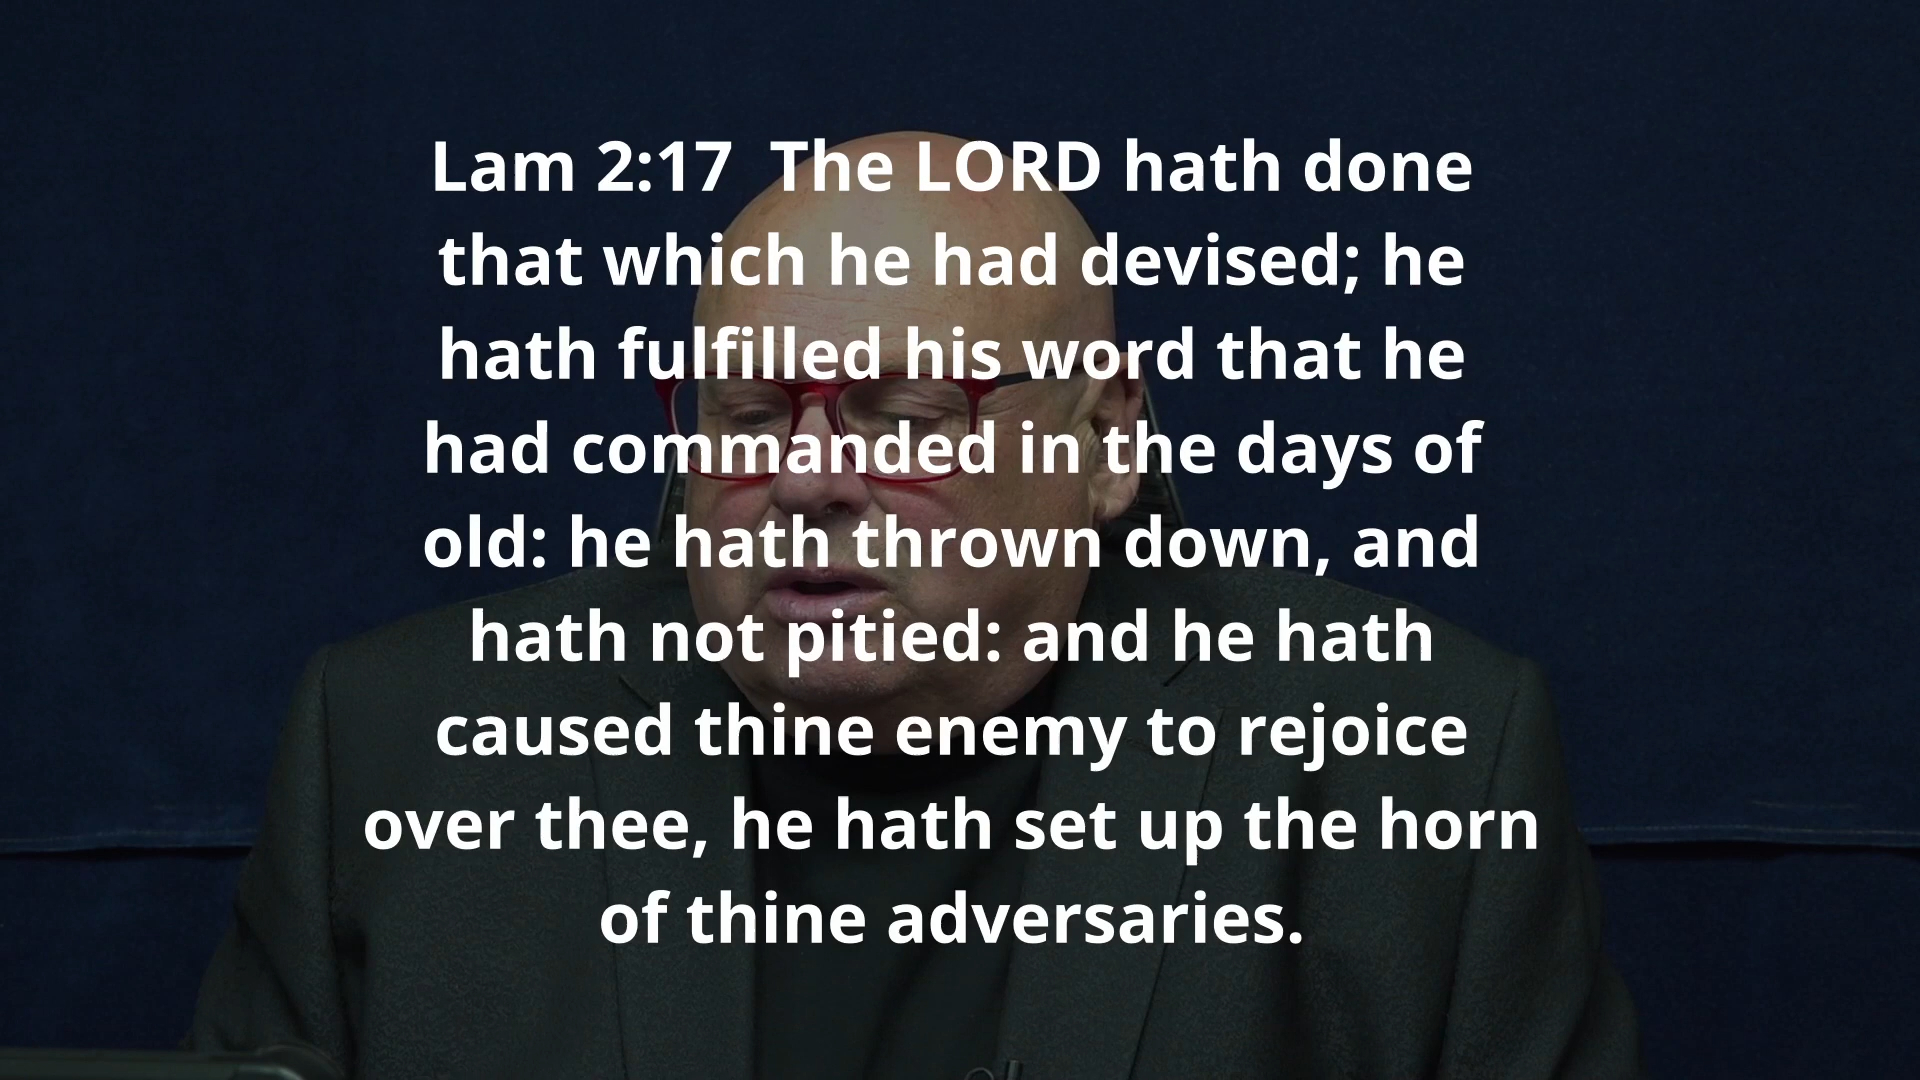 Lam 2:17  The LORD hath done
that which he had devised; he
hath fulfilled his word that he
had commanded in the days of
old: he hath thrown down, and
hath not pitied: and he hath
caused thine enemy to rejoice
over thee, he hath set up the horn
of thine adversaries.